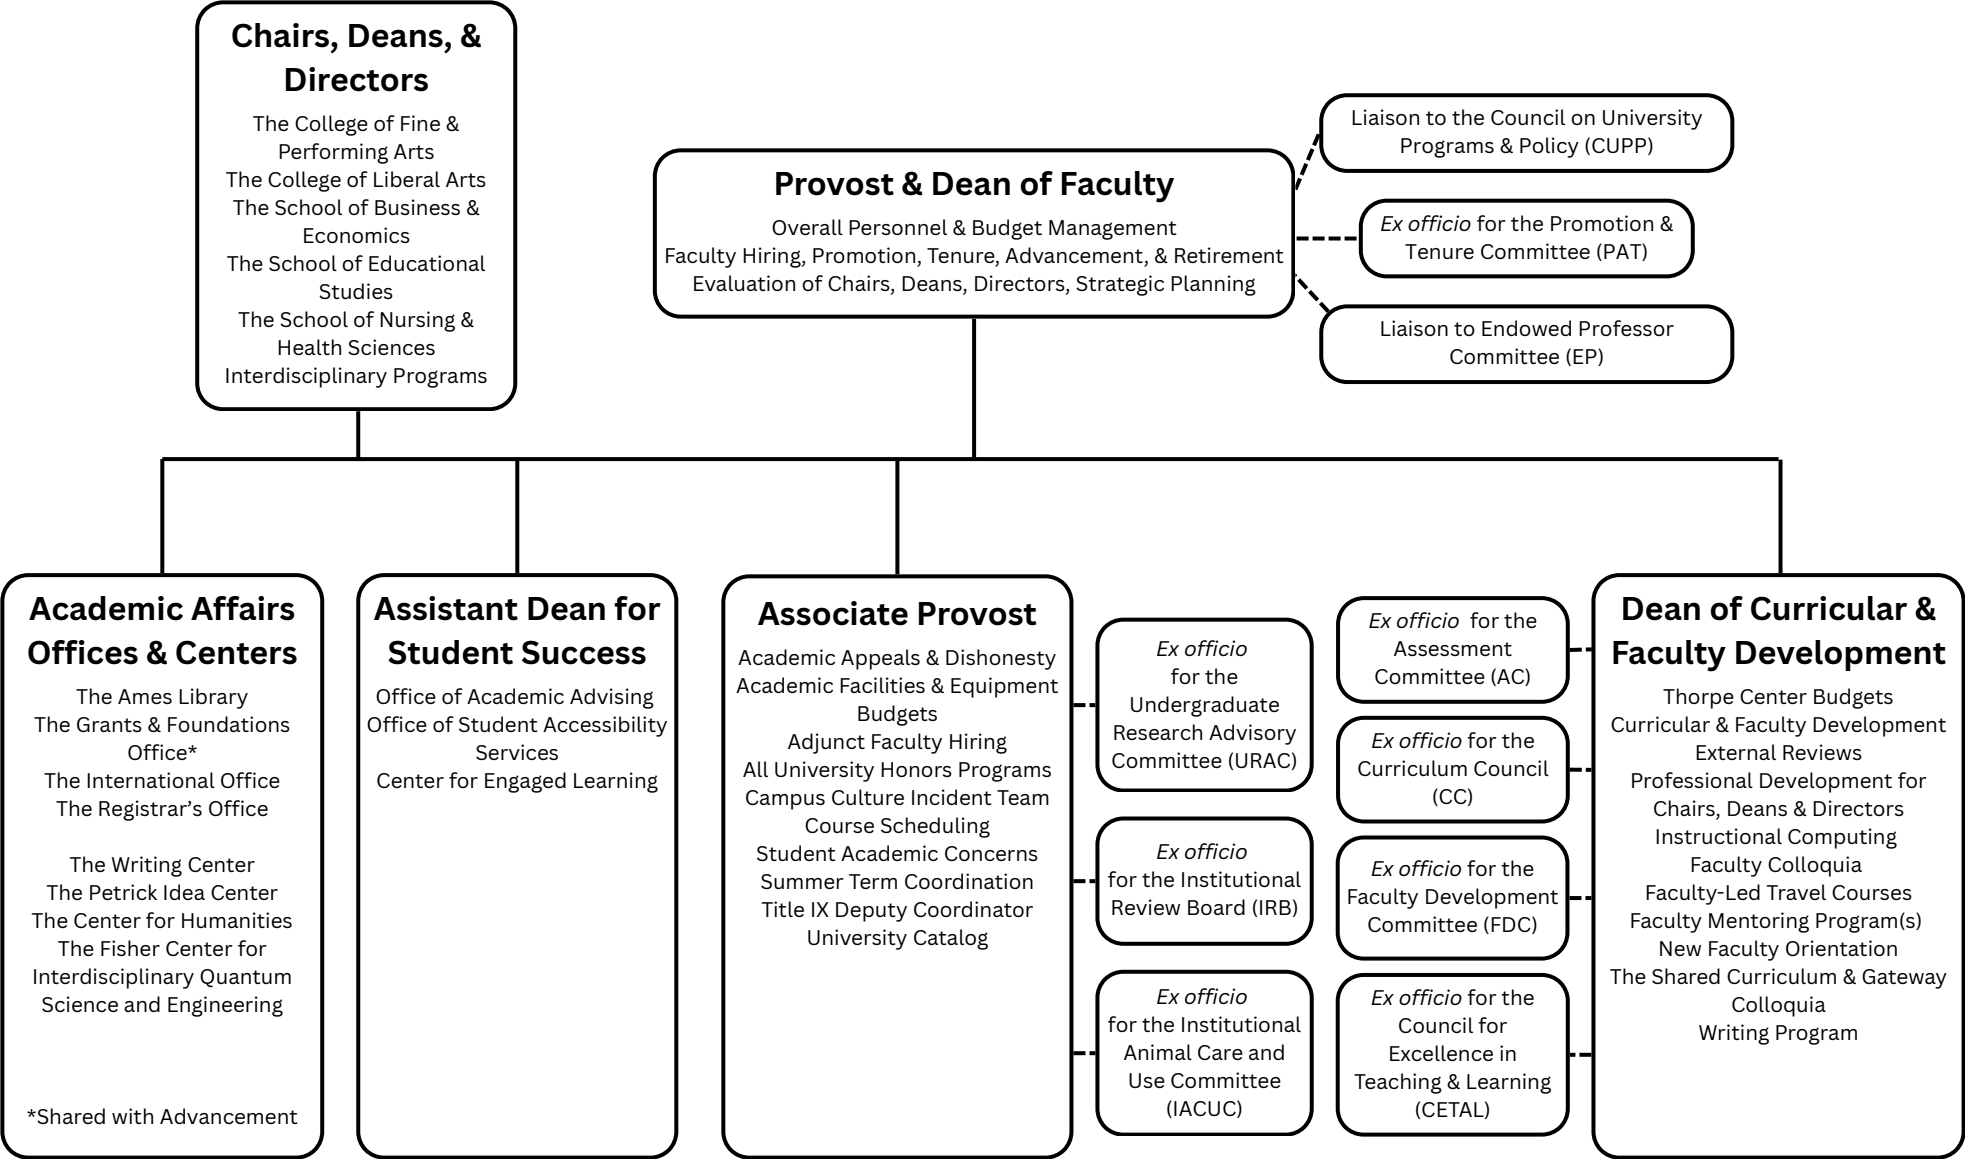 Chairs, Deans, &
Directors
The College of Fine &
Performing Arts
The College of Liberal Arts
The School of Business &
Economics
The School of Educational
Studies
The School of Nursing &
Health Sciences
Interdisciplinary Programs
Provost & Dean of Faculty
Overall Personnel & Budget Management
Faculty Hiring, Promotion, Tenure, Advancement, & Retirement
Evaluation of Chairs, Deans, Directors, Strategic Planning
Liaison to the Council on University
Programs & Policy (CUPP)
Ex officio for the Promotion &
Tenure Committee (PAT)
Liaison to Endowed Professor
Committee (EP)
Academic Affairs
Offices & Centers
The Ames Library
The Grants & Foundations
Office*
The International Office
The Registrar’s Office
The Writing Center
The Petrick Idea Center
The Center for Humanities
The Fisher Center for
Interdisciplinary Quantum
Science and Engineering
*Shared with Advancement
Assistant Dean for
Student Success
Office of Academic Advising
Office of Student Accessibility
Services
Center for Engaged Learning
Associate Provost
Academic Appeals & Dishonesty
Academic Facilities & Equipment
Budgets
Adjunct Faculty Hiring
All University Honors Programs
Campus Culture Incident Team
Course Scheduling
Student Academic Concerns
Summer Term Coordination
Title IX Deputy Coordinator
University Catalog
Ex officio
for the
Undergraduate
Research Advisory
Committee (URAC)
Ex officio
for the Institutional
Review Board (IRB)
Ex officio
for the Institutional
Animal Care and
Use Committee
(IACUC)
Ex officio for the
Assessment
Committee (AC)
Ex officio for the
Curriculum Council
(CC)
Ex officio for the
Faculty Development
Committee (FDC)
Ex officio for the
Council for
Excellence in
Teaching & Learning
(CETAL)
Dean of Curricular &
Faculty Development
Thorpe Center Budgets
Curricular & Faculty Development
External Reviews
Professional Development for
Chairs, Deans & Directors
Instructional Computing
Faculty Colloquia
Faculty-Led Travel Courses
Faculty Mentoring Program(s)
New Faculty Orientation
The Shared Curriculum & Gateway
Colloquia
Writing Program